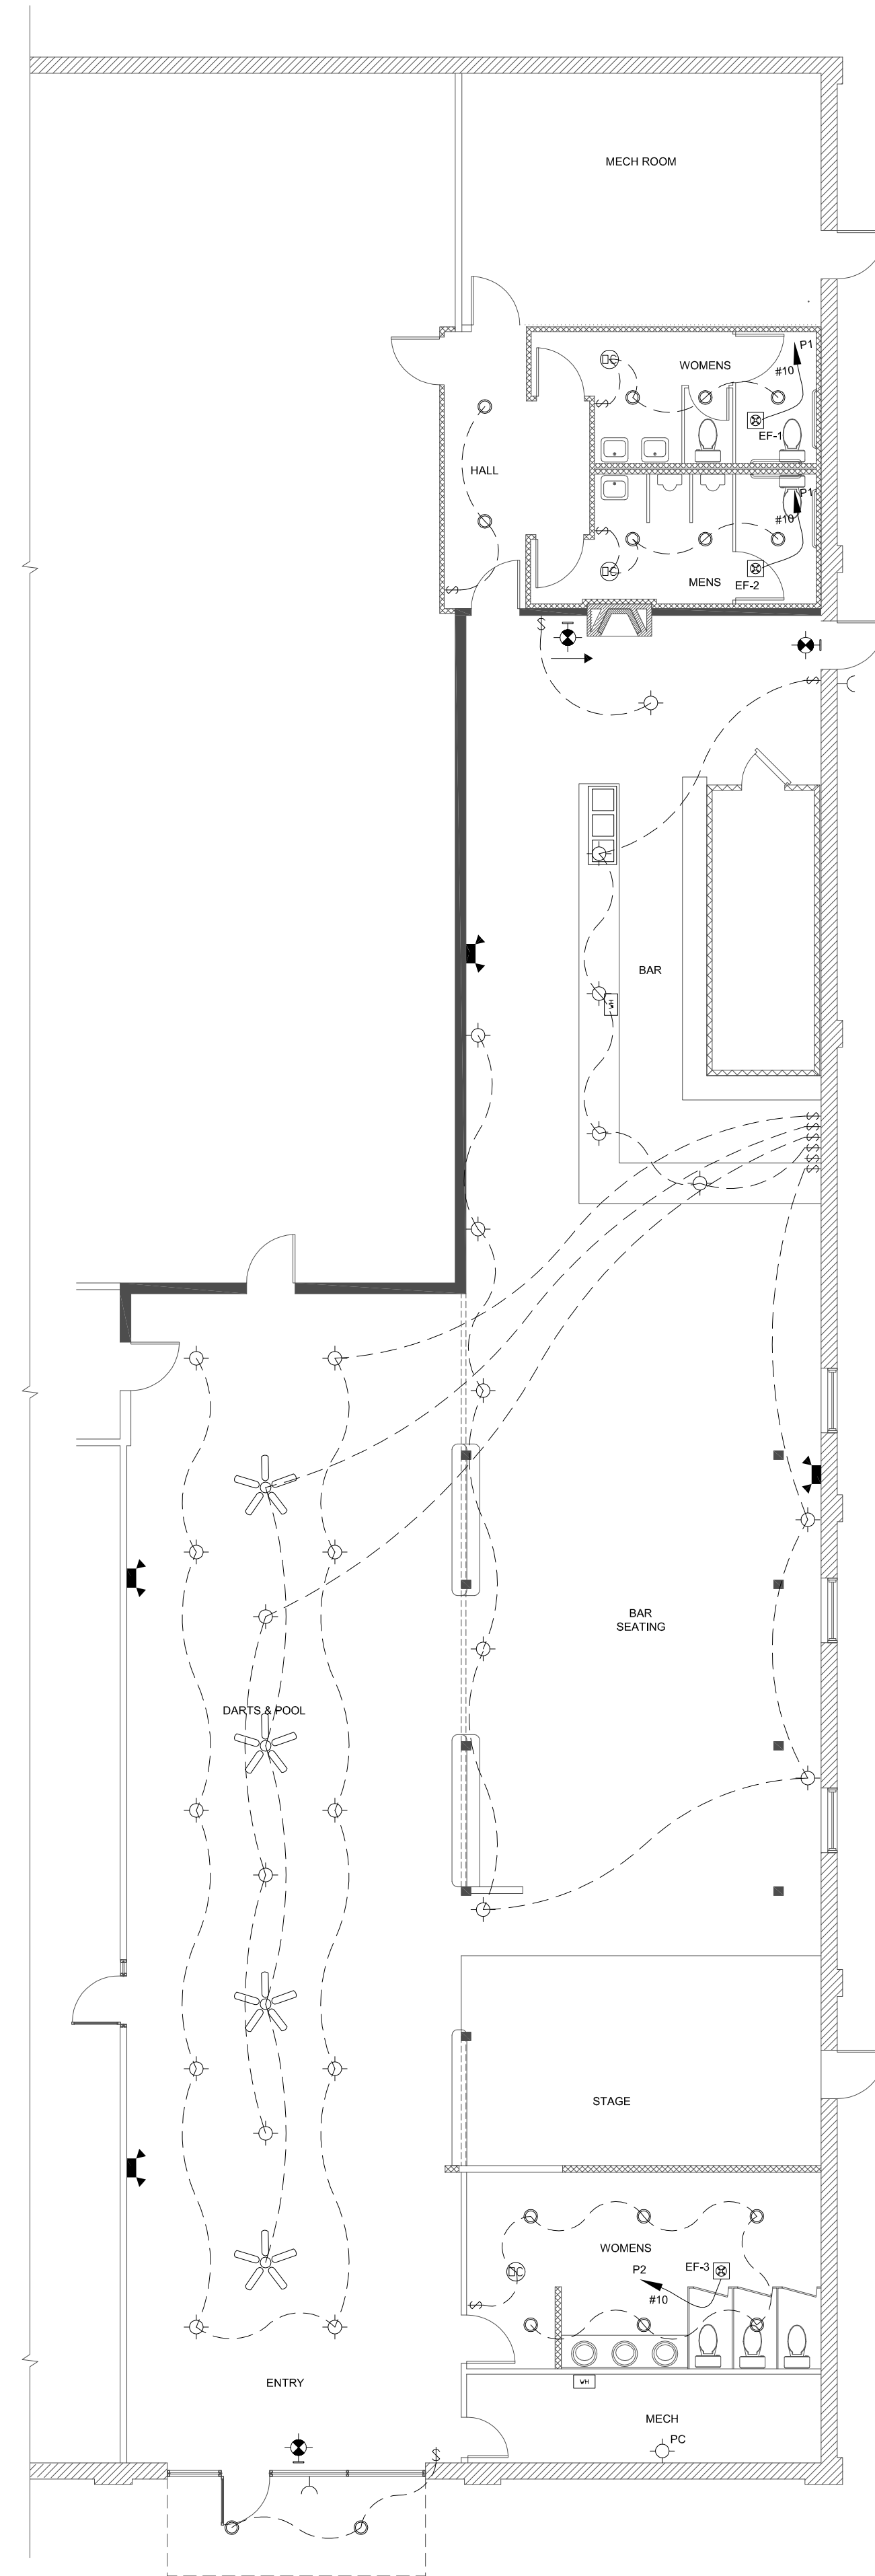 MECH ROOM
WOMENS
P1
#10
EF-1
HALL
P1
#10
MENS
EF-2
$
BAR
WH
BAR
SEATING
DARTS & POOL
STAGE
WOMENS
P2
EF-3
#10
ENTRY
WH
MECH
PC
$